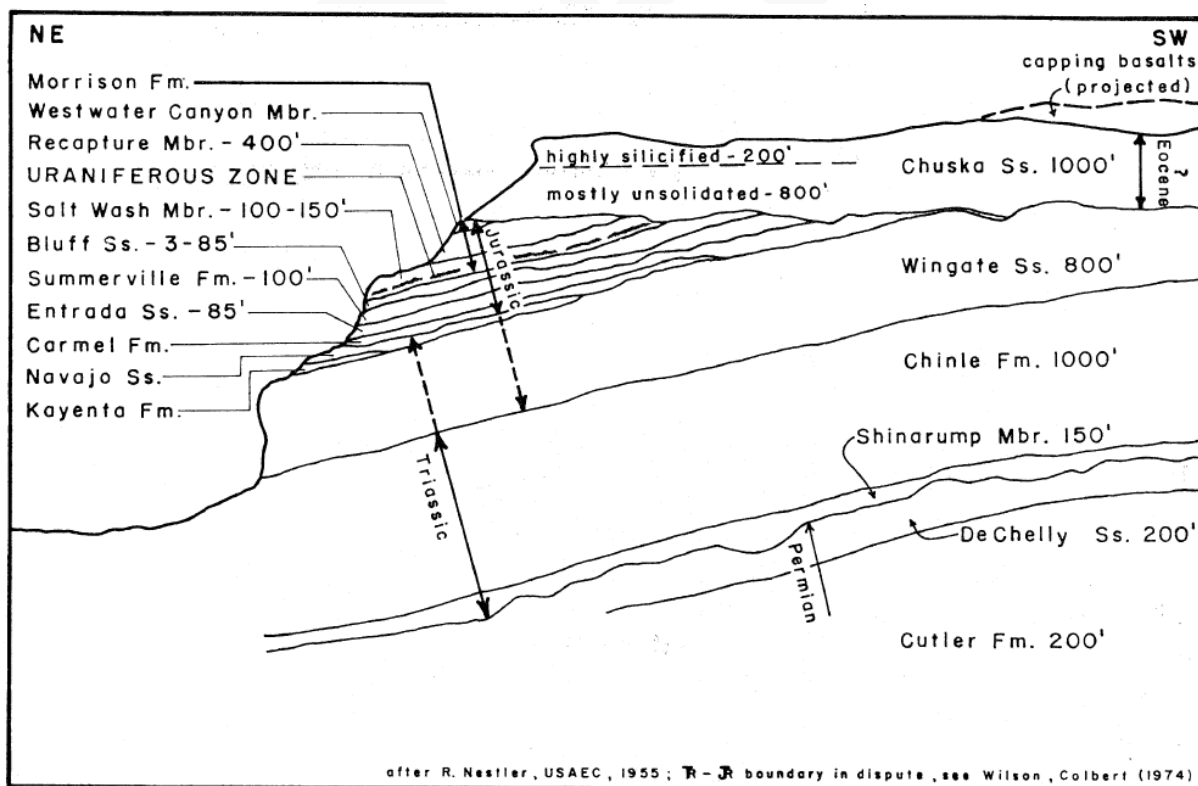 NE
SW
capping basalts
(projected)
Morrison Fm.
Westwater Canyon Mbr.
Recapture Mbr. - 400'
URANIFEROUS ZONE
Salt Wash Mbr. - 100-150'
Bluff Ss. - 3-85'
Summerville Fm. - 100'
Entrada Ss. - 85'
Carmel Fm.
Navajo Ss.
Kayenta Fm.
highly silicified - 200'
mostly unsolidated - 800'
Chuska Ss. 1000'
Eocene ?
Jurassic
Wingate Ss. 800'
Chinle Fm. 1000'
Shinarump Mbr. 150'
Triassic
DeChelly Ss. 200'
Permian
Cutler Fm. 200'
after R. Nestler, USAEC, 1955 ; TR - JR boundary in dispute, see Wilson, Colbert (1974)